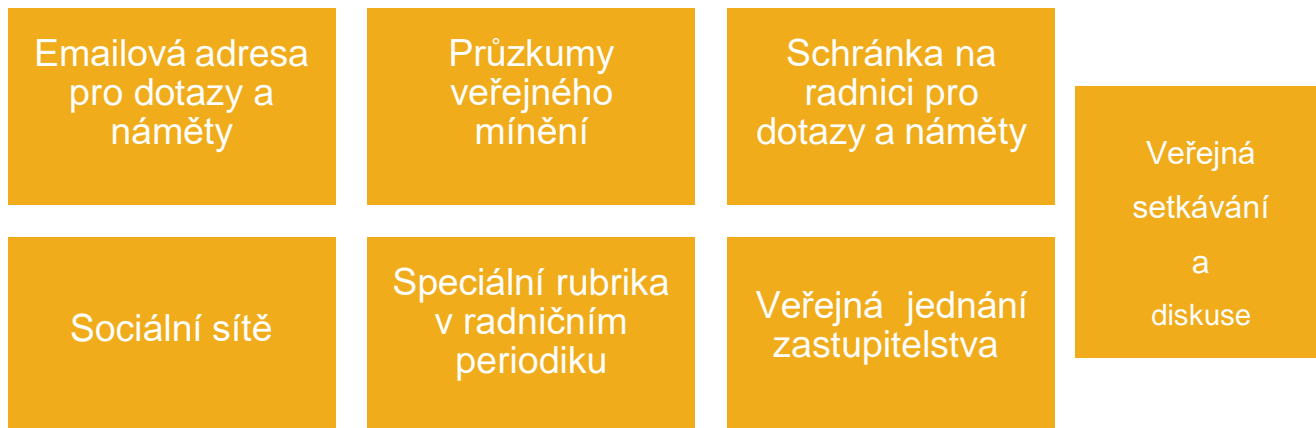 Emailová adresa
pro dotazy a
náměty
Průzkumy
veřejného
mínění
Schránka na
radnici pro
dotazy a náměty
Veřejná
setkávání
a
diskuse
Sociální sítě
Speciální rubrika
v radničním
periodiku
Veřejná  jednání
zastupitelstva